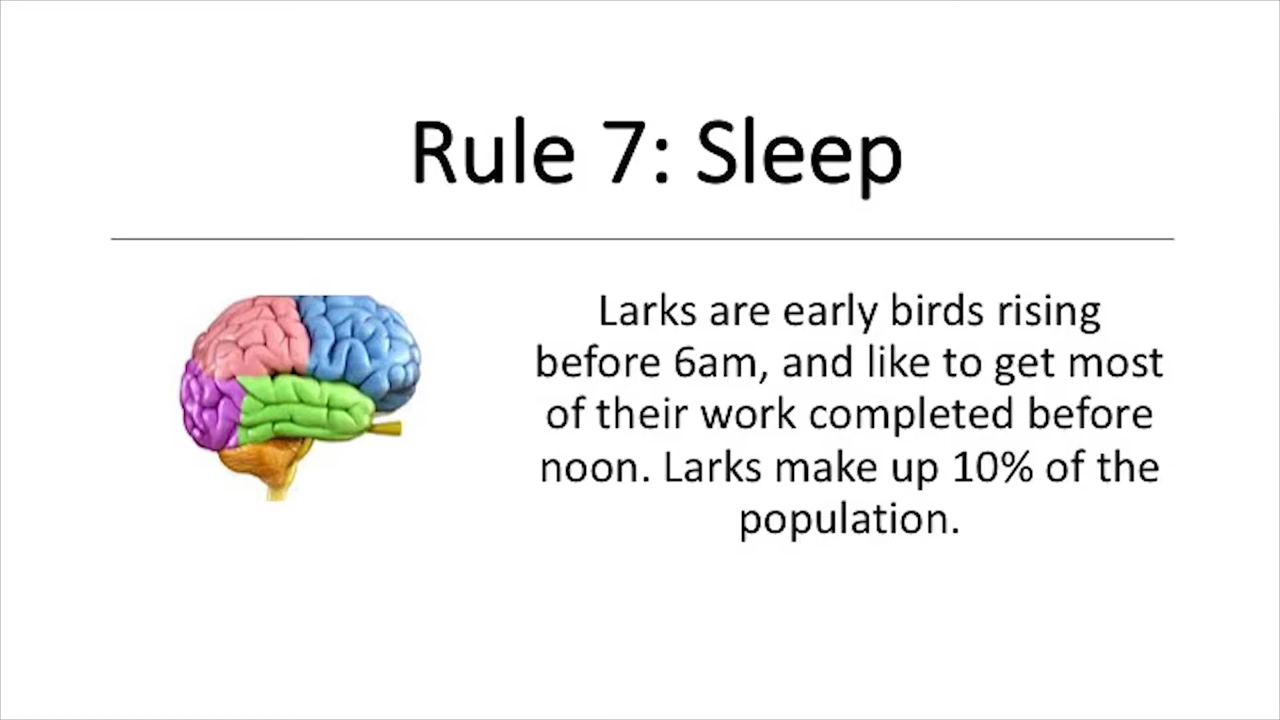 Rule 7: Sleep
Larks are early birds rising
before 6am, and like to get most
of their work completed before
noon. Larks make up 10% of the
population.